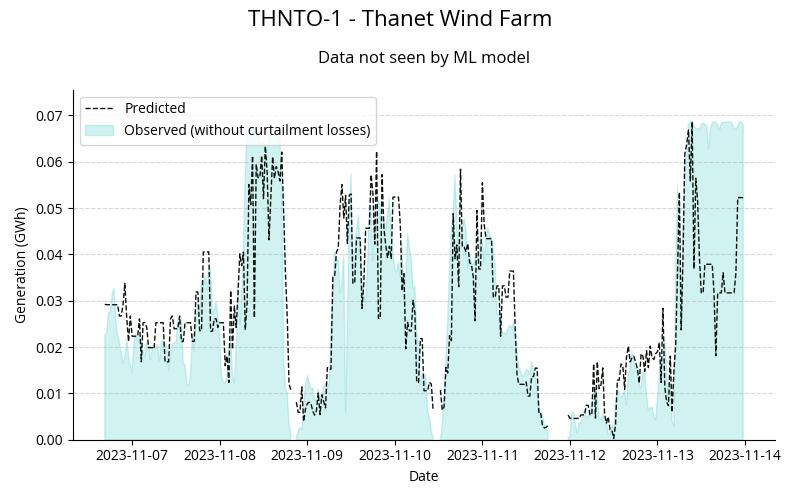 THNTO-1 - Thanet Wind Farm
Data not seen by ML model
Predicted
Observed (without curtailment losses)
Generation (GWh)
0.07
0.06
0.05
0.04
0.03
0.02
0.01
0.00
2023-11-07 2023-11-08 2023-11-09 2023-11-10 2023-11-11 2023-11-12 2023-11-13 2023-11-14
Date